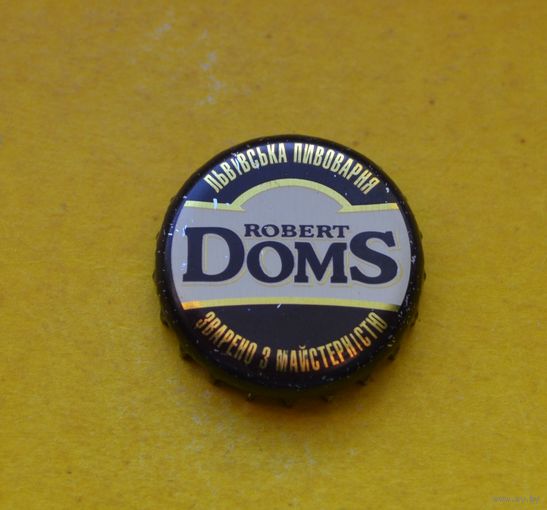 ЛЬВІВСЬКА ПИВОВАРНЯ
ROBERT
DOMS
ЗВАРЕНО З МАЙСТЕРНІСТЮ